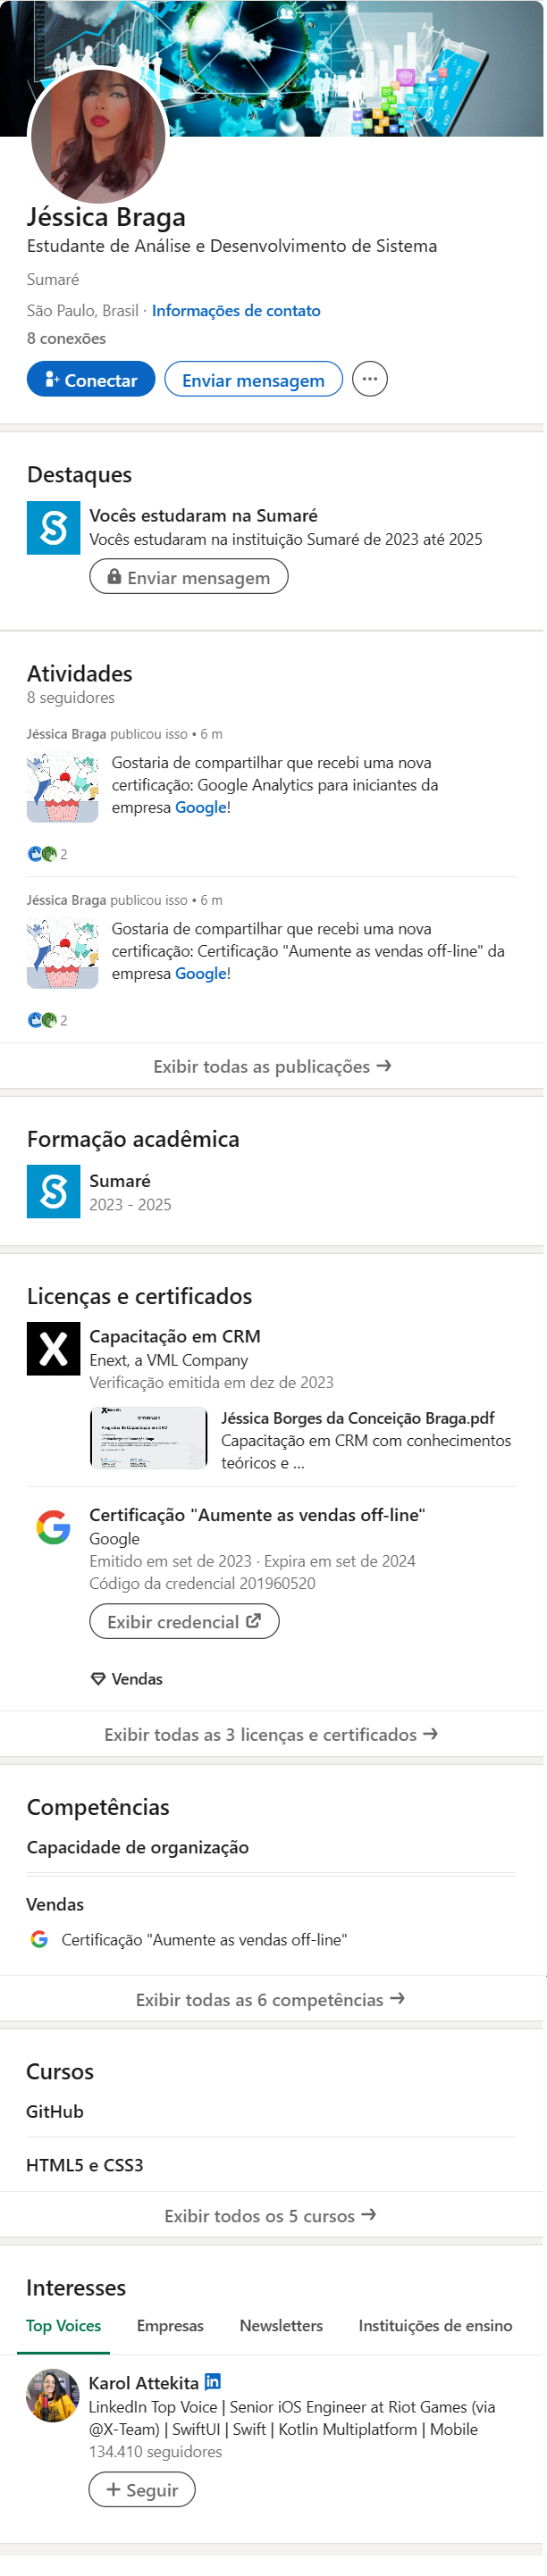 Jéssica Braga
Estudante de Análise e Desenvolvimento de Sistema
Sumaré
São Paulo, Brasil · Informações de contato
8 conexões
Conectar
Enviar mensagem
Destaques
Vocês estudaram na Sumaré
Vocês estudaram na instituição Sumaré de 2023 até 2025
Enviar mensagem
Atividades
8 seguidores
Jéssica Braga publicou isso • 6 m
Gostaria de compartilhar que recebi uma nova
certificação: Google Analytics para iniciantes da
empresa Google!
2
Jéssica Braga publicou isso • 6 m
Gostaria de compartilhar que recebi uma nova
certificação: Certificação "Aumente as vendas off-line" da
empresa Google!
2
Exibir todas as publicações →
Formação acadêmica
Sumaré
2023 - 2025
Licenças e certificados
Capacitação em CRM
Enext, a VML Company
Verificação emitida em dez de 2023
Jéssica Borges da Conceição Braga.pdf
Capacitação em CRM com conhecimentos
teóricos e ...
Certificação "Aumente as vendas off-line"
Google
Emitido em set de 2023 · Expira em set de 2024
Código da credencial 201960520
Exibir credencial
Vendas
Exibir todas as 3 licenças e certificados →
Competências
Capacidade de organização
Vendas
Certificação "Aumente as vendas off-line"
Exibir todas as 6 competências →
Cursos
GitHub
HTML5 e CSS3
Exibir todos os 5 cursos →
Interesses
Top Voices Empresas Newsletters Instituições de ensino
Karol Attekita in
LinkedIn Top Voice | Senior iOS Engineer at Riot Games (via
@X-Team) | SwiftUI | Swift | Kotlin Multiplatform | Mobile
134.410 seguidores
+ Seguir